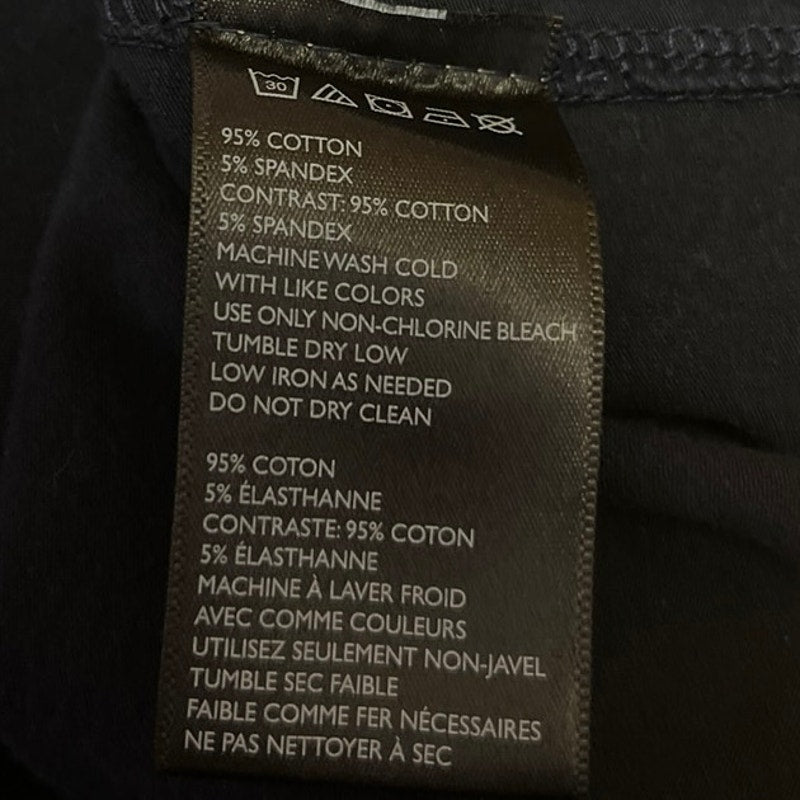 30
95% COTTON
5% SPANDEX
CONTRAST: 95% COTTON
5% SPANDEX
MACHINE WASH COLD
WITH LIKE COLORS
USE ONLY NON-CHLORINE BLEACH
TUMBLE DRY LOW
LOW IRON AS NEEDED
DO NOT DRY CLEAN
95% COTON
5% ÉLASTHANNE
CONTRASTE: 95% COTON
5% ÉLASTHANNE
MACHINE À LAVER FROID
AVEC COMME COULEURS
UTILISEZ SEULEMENT NON-JAVEL
TUMBLE SEC FAIBLE
FAIBLE COMME FER NÉCESSAIRES
NE PAS NETTOYER À SEC